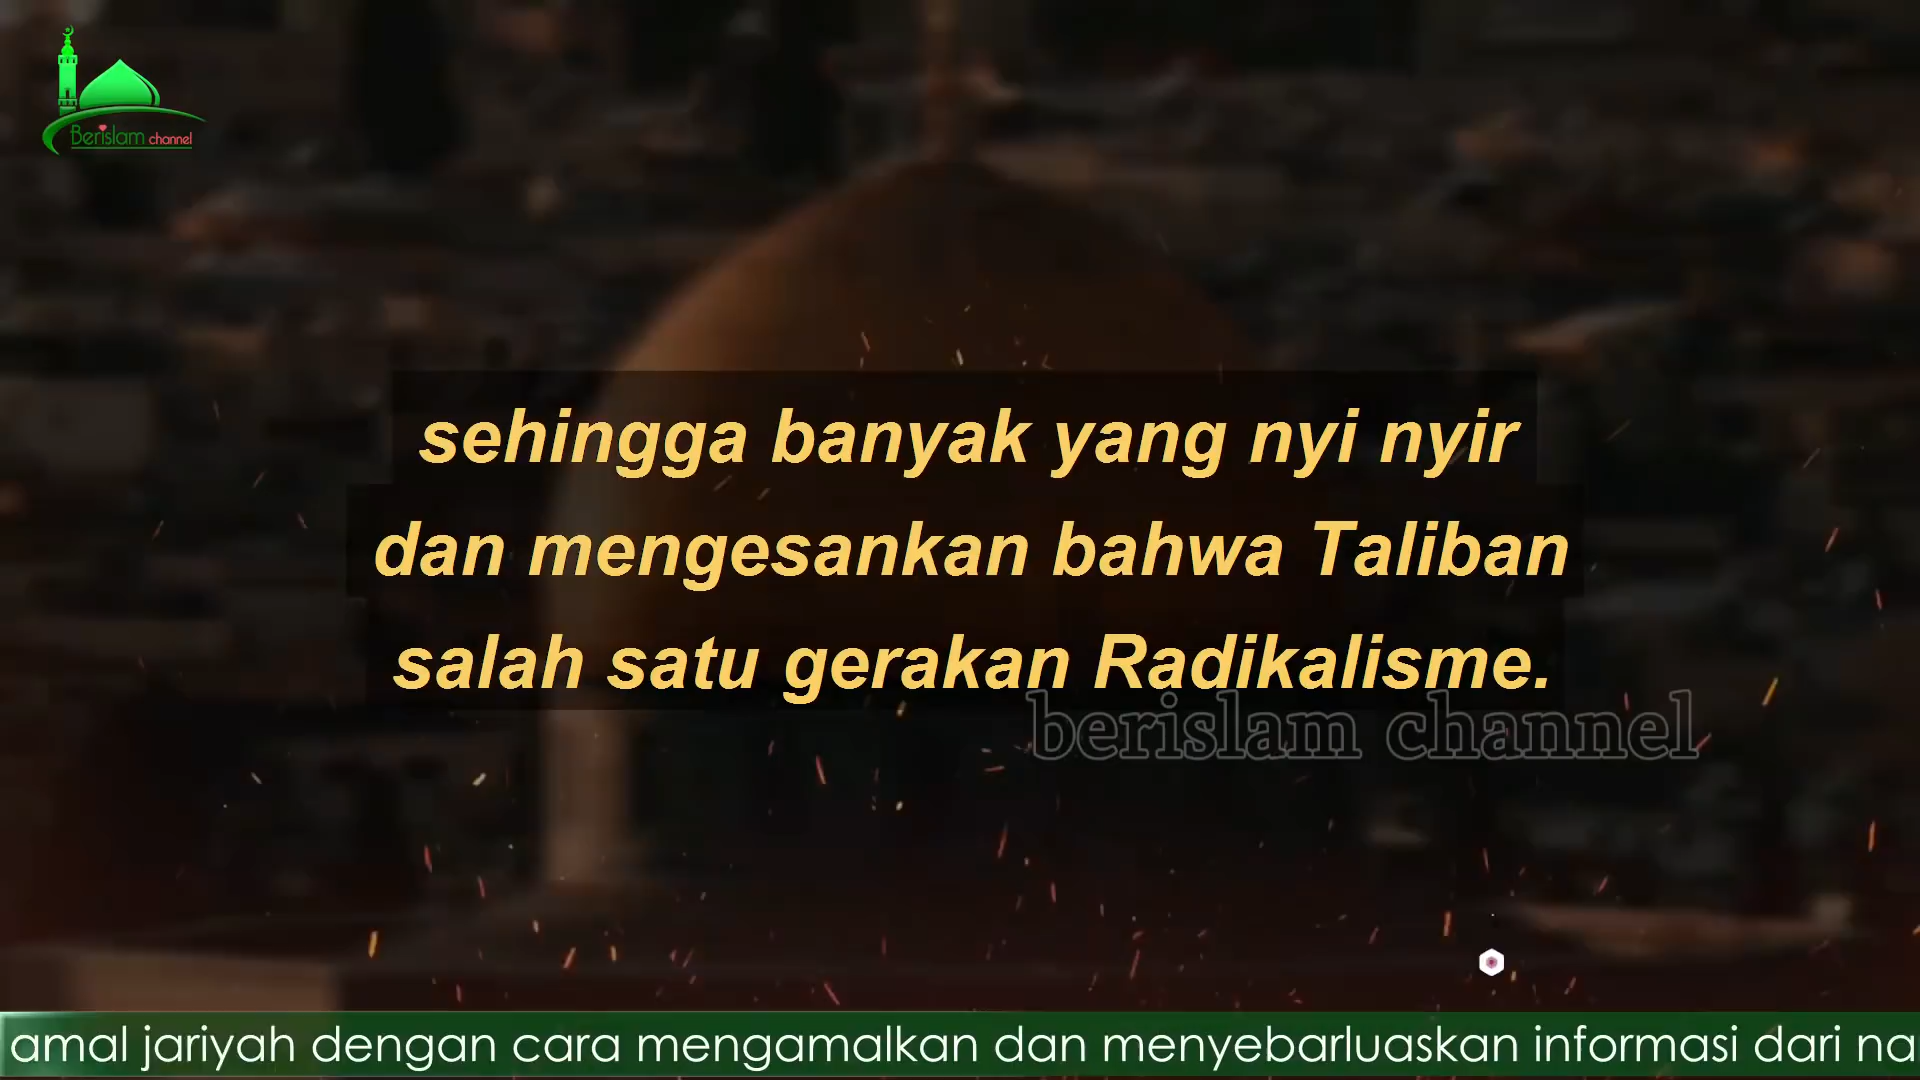 Berislam channel
sehingga banyak yang nyi nyir
dan mengesankan bahwa Taliban
salah satu gerakan Radikalisme.
berislam channel
amal jariyah dengan cara mengamalkan dan menyebarluaskan informasi dari na